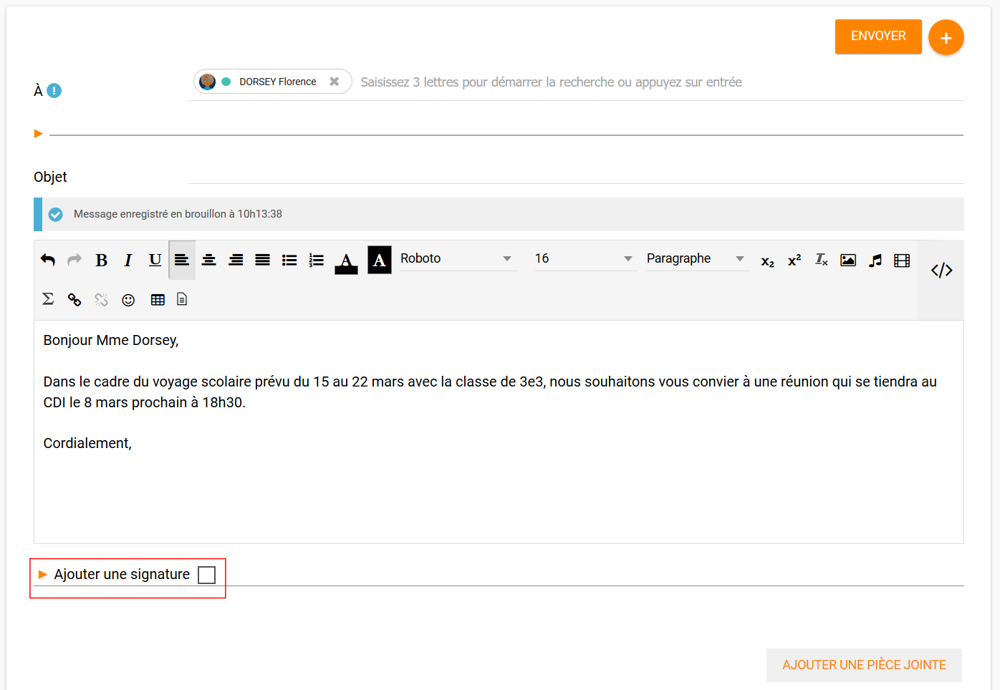 ENVOYER
+
À !
DORSEY Florence ✖ Saisissez 3 lettres pour démarrer la recherche ou appuyez sur entrée
Objet
Message enregistré en brouillon à 10h13:38
B I U A A Roboto 16 Paragraphe x₂ x² Tx </>
Σ
Bonjour Mme Dorsey,
Dans le cadre du voyage scolaire prévu du 15 au 22 mars avec la classe de 3e3, nous souhaitons vous convier à une réunion qui se tiendra au
CDI le 8 mars prochain à 18h30.
Cordialement,
Ajouter une signature
AJOUTER UNE PIÈCE JOINTE